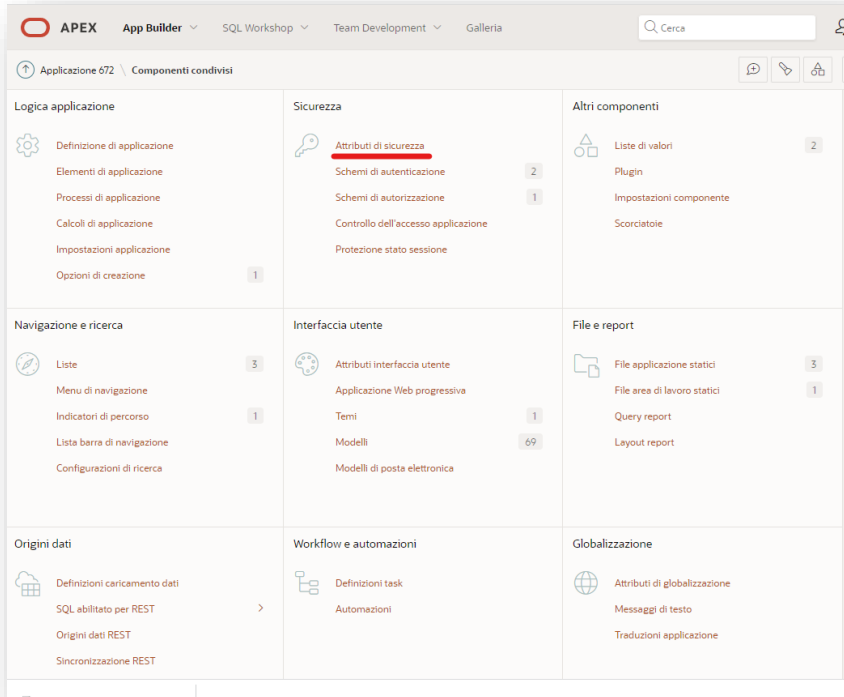 APEX App Builder SQL Workshop Team Development Galleria Cerca
Applicazione 672 \ Componenti condivisi
Logica applicazione
Definizione di applicazione
Elementi di applicazione
Processi di applicazione
Calcoli di applicazione
Impostazioni applicazione
Opzioni di creazione 1
Sicurezza
Attributi di sicurezza
Schemi di autenticazione 2
Schemi di autorizzazione 1
Controllo dell'accesso applicazione
Protezione stato sessione
Altri componenti
Liste di valori 2
Plugin
Impostazioni componente
Scorciatoie
Navigazione e ricerca
Liste 3
Menu di navigazione
Indicatori di percorso 1
Lista barra di navigazione
Configurazioni di ricerca
Interfaccia utente
Attributi interfaccia utente
Applicazione Web progressiva
Temi 1
Modelli 69
Modelli di posta elettronica
File e report
File applicazione statici 3
File area di lavoro statici 1
Query report
Layout report
Origini dati
Definizioni caricamento dati
SQL abilitato per REST
Origini dati REST
Sincronizzazione REST
Workflow e automazioni
Definizioni task
Automazioni
Globalizzazione
Attributi di globalizzazione
Messaggi di testo
Traduzioni applicazione